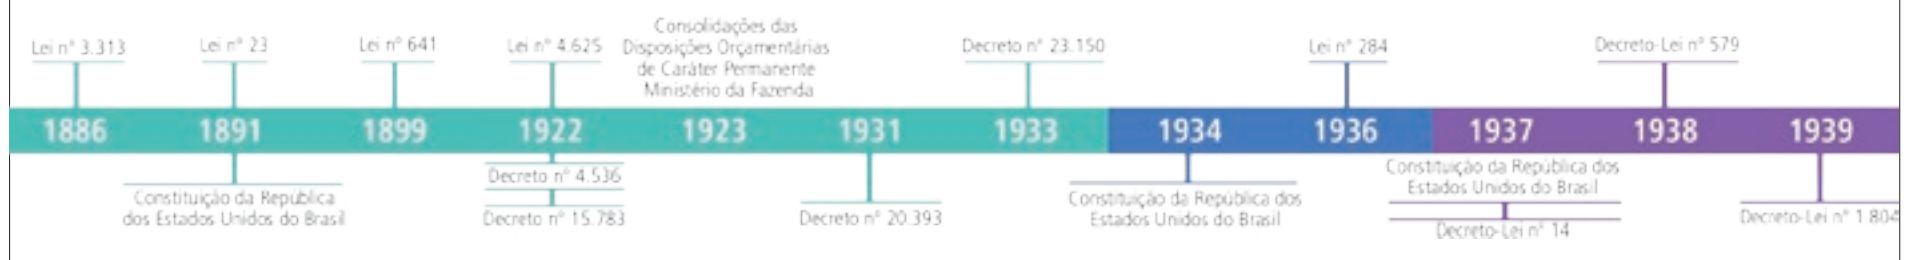 Lei nº 3.313
Lei nº 23
Lei nº 641
Lei nº 4.625
Consolidações das
Disposições Orçamentárias
de Caráter Permanente
Ministério da Fazenda
Decreto nº 23.150
Lei nº 284
Decreto-Lei nº 579
1886
1891
1899
1922
1923
1931
1933
1934
1936
1937
1938
1939
Constituição da República
dos Estados Unidos do Brasil
Decreto nº 4.536
Decreto nº 15.783
Decreto nº 20.393
Constituição da República dos
Estados Unidos do Brasil
Constituição da República dos
Estados Unidos do Brasil
Decreto-Lei nº 14
Decreto-Lei nº 1.804